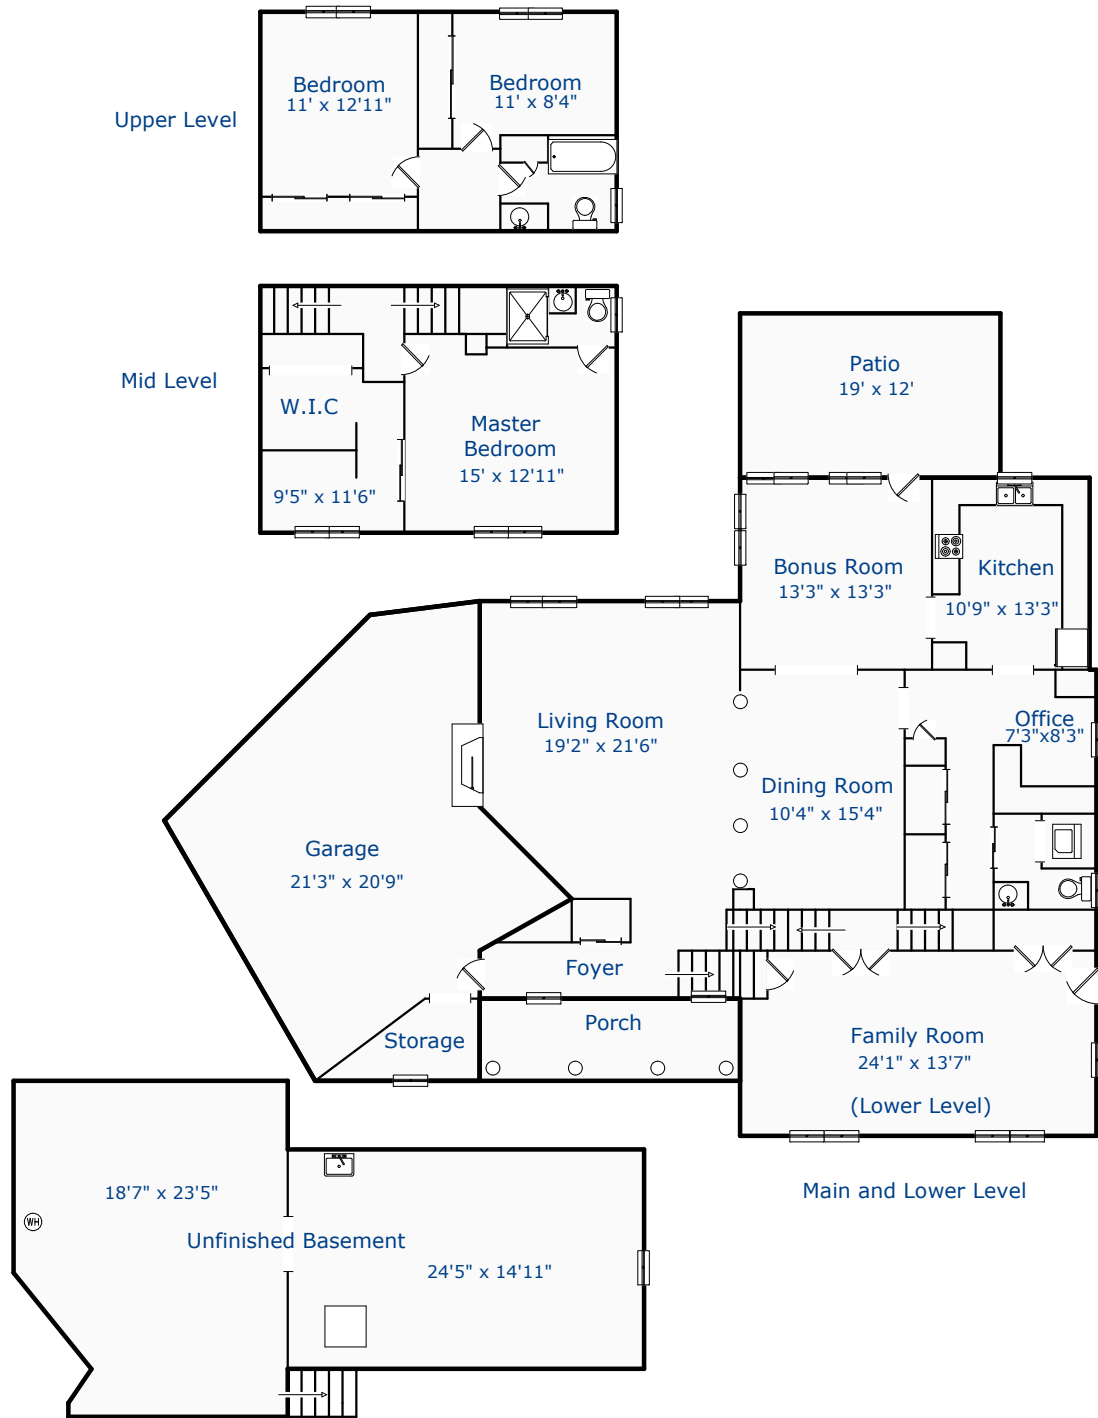 Bedroom
11' x 12'11"
Bedroom
11' x 8'4"
Upper Level
Mid Level
W.I.C
9'5" x 11'6"
Master
Bedroom
15' x 12'11"
Patio
19' x 12'
Bonus Room
13'3" x 13'3"
Kitchen
10'9" x 13'3"
Living Room
19'2" x 21'6"
Office
7'3"x8'3"
Dining Room
10'4" x 15'4"
Garage
21'3" x 20'9"
Foyer
Storage
Porch
Family Room
24'1" x 13'7"
(Lower Level)
Main and Lower Level
18'7" x 23'5"
WH
Unfinished Basement
24'5" x 14'11"